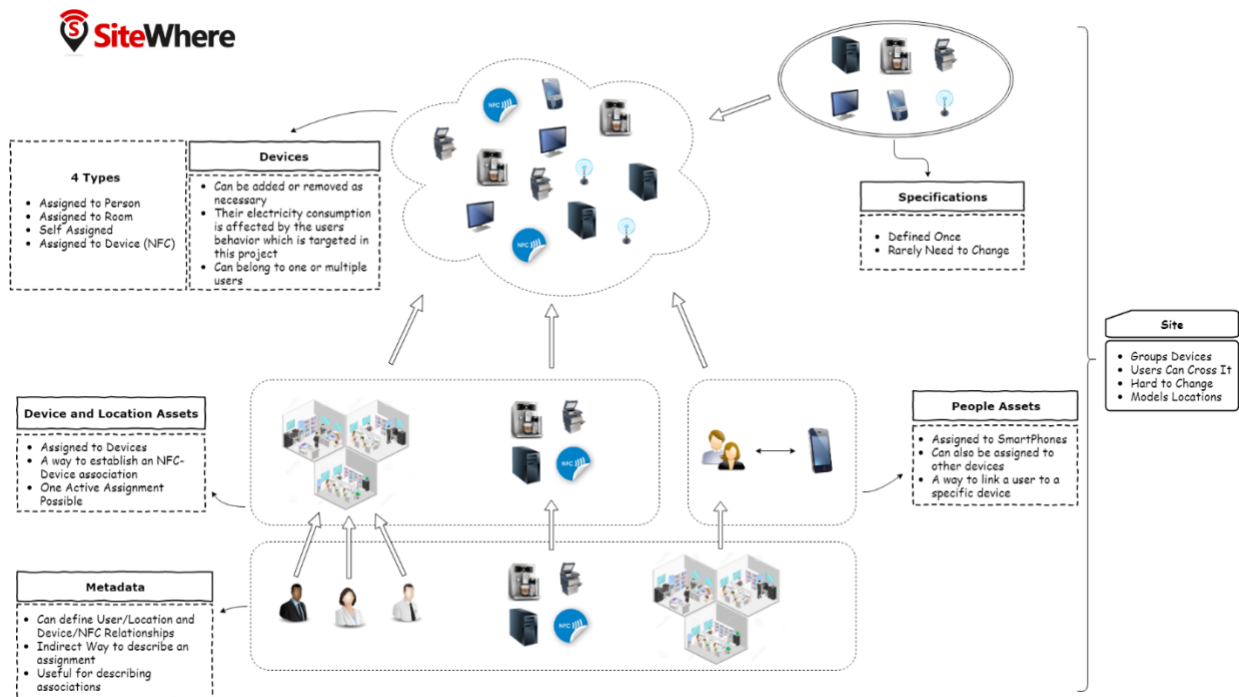 SiteWhere
4 Types
Assigned to Person
Assigned to Room
Self Assigned
Assigned to Device (NFC)
Devices
Can be added or removed as
necessary
Their electricity consumption
is affected by the users
behavior which is targeted in
this project
Can belong to one or multiple
users
NFC
NFC
Specifications
Defined Once
Rarely Need to Change
Site
Groups Devices
Users Can Cross It
Hard to Change
Models Locations
Device and Location Assets
Assigned to Devices
A way to establish an NFC-
Device association
One Active Assignment
Possible
NFC
People Assets
Assigned to SmartPhones
Can also be assigned to
other devices
A way to link a user to a
specific device
Metadada
Can define User/Location and
Device/NFC Relationships
Indirect Way to describe an
assignment
Useful for describing
associations
NFC